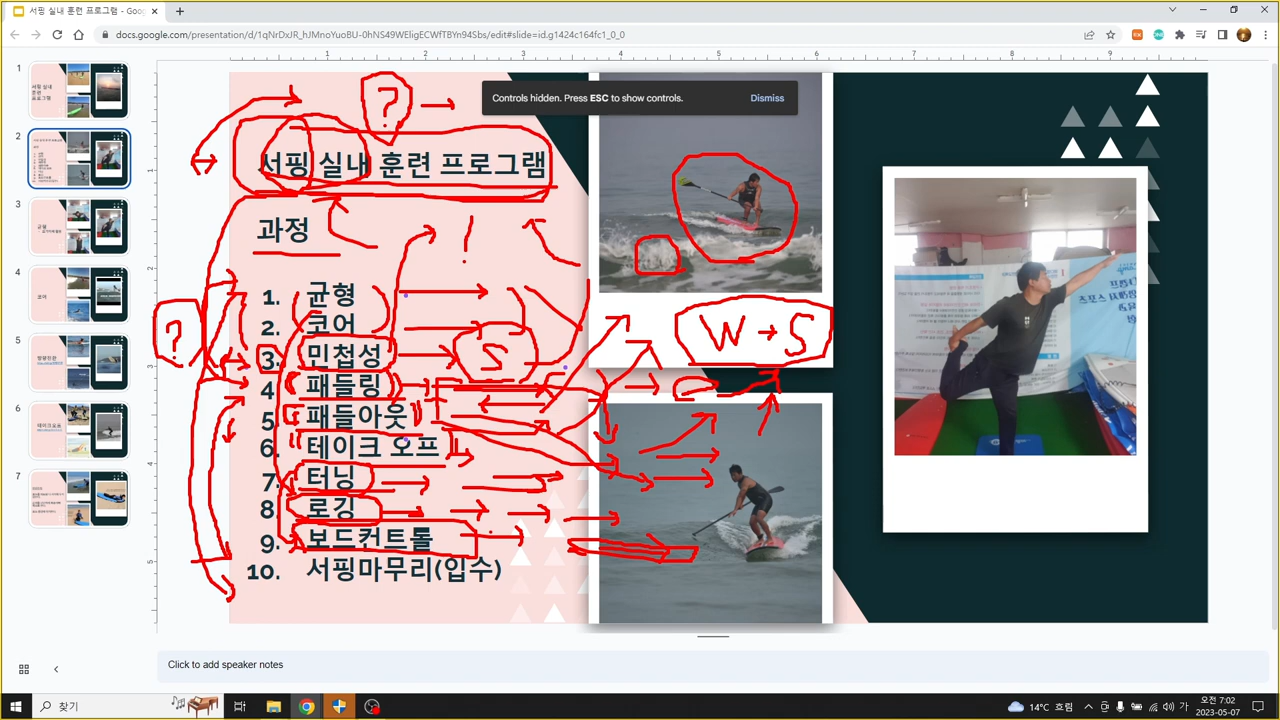 서핑 실내 훈련 프로그램 - Goog
docs.google.com/presentation/d/1qNrDxJR_hJMnoYuoBU-0hNS49WEligECWfTBYn94Sbs/edit#slide=id.g1424c164fc1_0_0
Controls hidden. Press ESC to show controls.
Dismiss
?
서핑 실내 훈련 프로그램
과정
!
1. 균형
2. 코어
3. 민첩성
4. 패들링
5. 패들아웃
6. 테이크 오프
7. 터닝
8. 로깅
9. 보드컨트롤
10. 서핑마무리(입수)
?
S
W → S
Click to add speaker notes
찾기
14°C 흐림
가
오전 7:02
2023-05-07